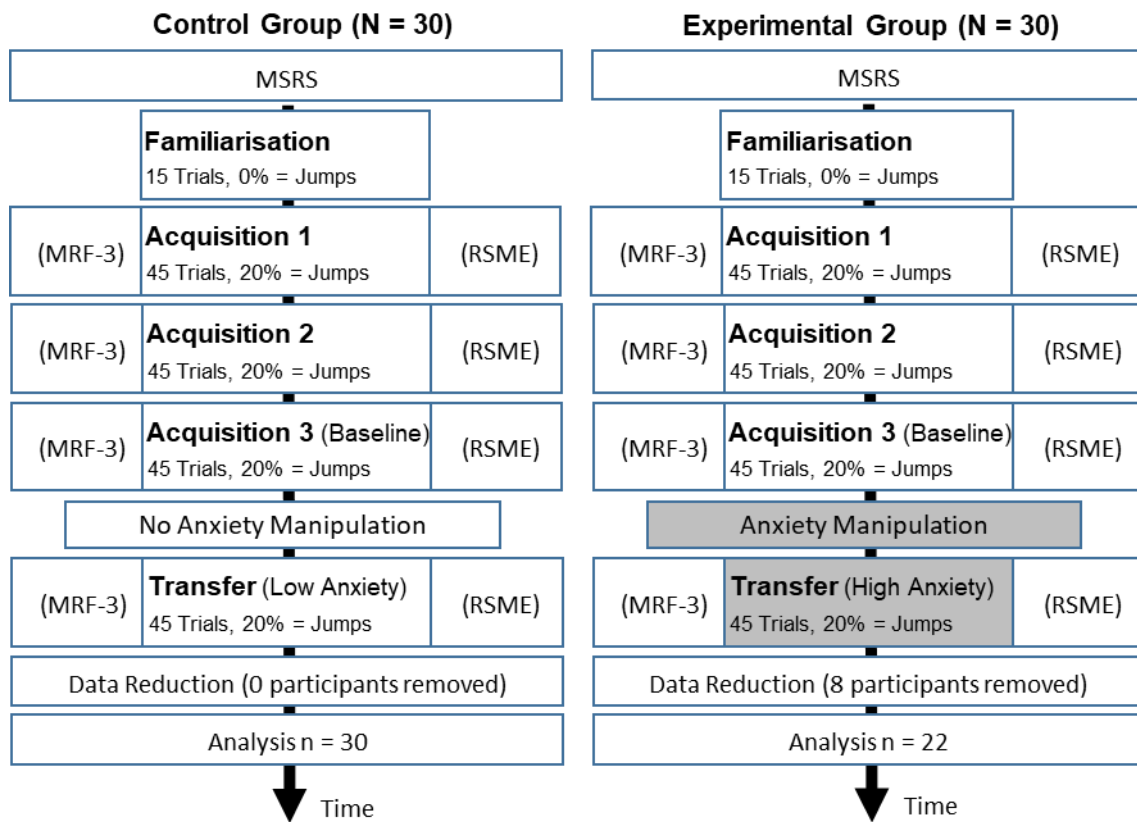 Control Group (N = 30)
MSRS
Familiarisation
15 Trials, 0% = Jumps
(MRF-3)
Acquisition 1
45 Trials, 20% = Jumps
(RSME)
(MRF-3)
Acquisition 2
45 Trials, 20% = Jumps
(RSME)
(MRF-3)
Acquisition 3 (Baseline)
45 Trials, 20% = Jumps
(RSME)
No Anxiety Manipulation
(MRF-3)
Transfer (Low Anxiety)
45 Trials, 20% = Jumps
(RSME)
Data Reduction (0 participants removed)
Analysis n = 30
Time
Experimental Group (N = 30)
MSRS
Familiarisation
15 Trials, 0% = Jumps
(MRF-3)
Acquisition 1
45 Trials, 20% = Jumps
(RSME)
(MRF-3)
Acquisition 2
45 Trials, 20% = Jumps
(RSME)
(MRF-3)
Acquisition 3 (Baseline)
45 Trials, 20% = Jumps
(RSME)
Anxiety Manipulation
(MRF-3)
Transfer (High Anxiety)
45 Trials, 20% = Jumps
(RSME)
Data Reduction (8 participants removed)
Analysis n = 22
Time